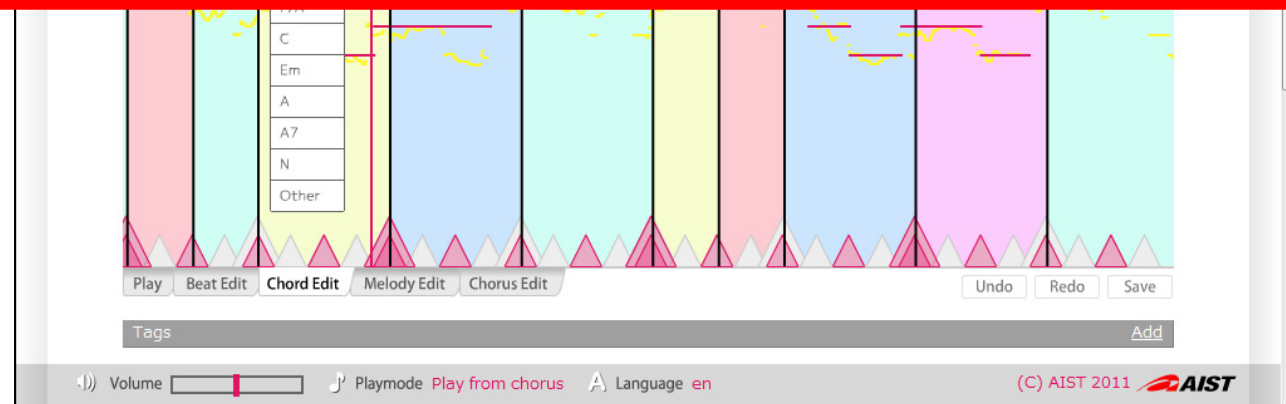 C
Em
A
A7
N
Other
Play Beat Edit Chord Edit Melody Edit Chorus Edit Undo Redo Save
Tags Add
Volume Playmode Play from chorus A Language en (C) AIST 2011 AIST